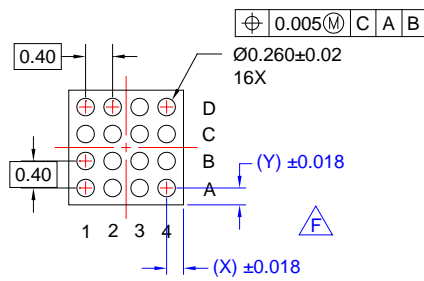 ⌖ 0.005Ⓜ C A B
0.40
Ø0.260±0.02
16X
D
C
B
A
0.40
(Y) ±0.018
F
1 2 3 4
(X) ±0.018